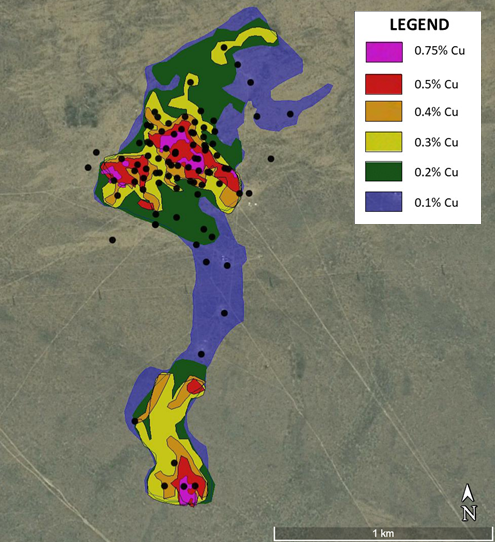 LEGEND
0.75% Cu
0.5% Cu
0.4% Cu
0.3% Cu
0.2% Cu
0.1% Cu
N
1 km